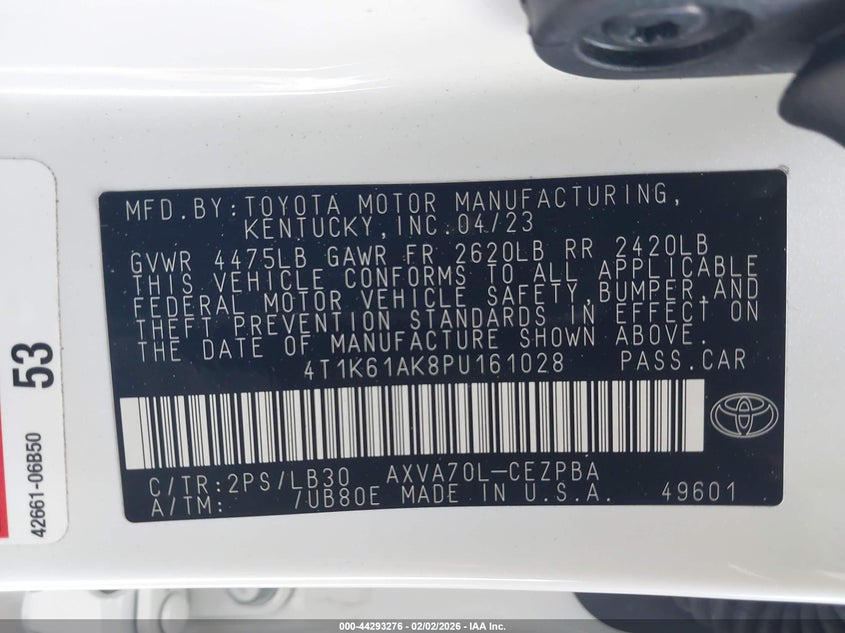 MFD.BY:TOYOTA MOTOR MANUFACTURING,
KENTUCKY,INC.04/23
GVWR 4475LB GAWR FR 2620LB RR 2420LB
THIS VEHICLE CONFORMS TO ALL APPLICABLE
FEDERAL MOTOR VEHICLE SAFETY,BUMPER,AND
THEFT PREVENTION STANDARDS IN EFFECT ON
THE DATE OF MANUFACTURE SHOWN ABOVE.
4T1K61AK8PU161028 PASS.CAR
C/TR:2PS/LB30 AXVA70L-CEZPBA
A/TM: /UB80E MADE IN U.S.A. 49601
53
42661-06B50
000-44293276 - 02/02/2026 - IAA Inc.